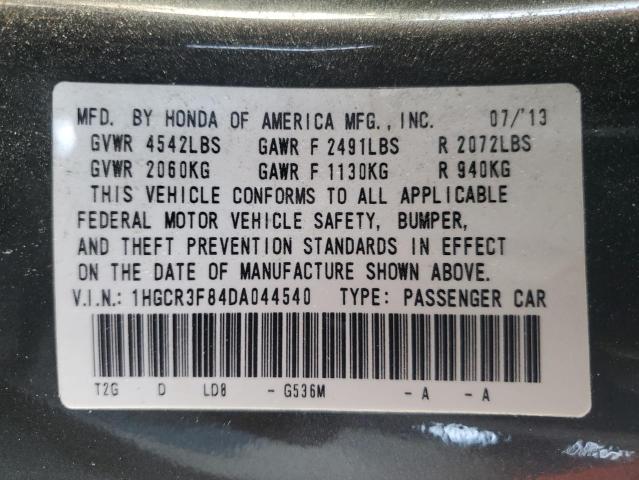 MFD. BY HONDA OF AMERICA MFG., INC. 07/'13
GVWR 4542LBS GAWR F 2491LBS R 2072LBS
GVWR 2060KG GAWR F 1130KG R 940KG
THIS VEHICLE CONFORMS TO ALL APPLICABLE
FEDERAL MOTOR VEHICLE SAFETY, BUMPER,
AND THEFT PREVENTION STANDARDS IN EFFECT
ON THE DATE OF MANUFACTURE SHOWN ABOVE.
V.I.N.: 1HGCR3F84DA044540 TYPE: PASSENGER CAR
T2G D LD8 - G536M - A - A